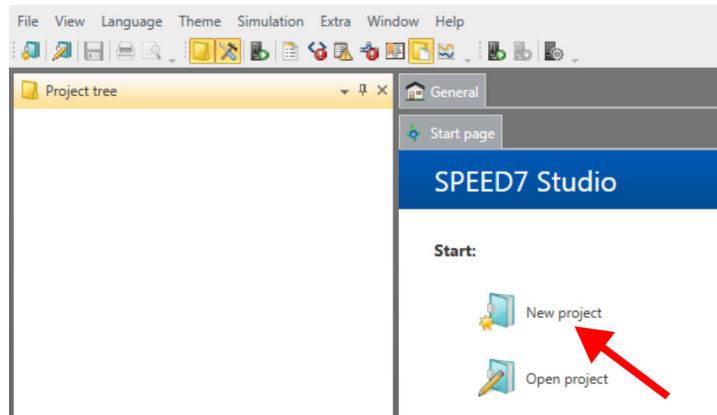 File View Language Theme Simulation Extra Window Help
Project tree
General
Start page
SPEED7 Studio
Start:
New project
Open project